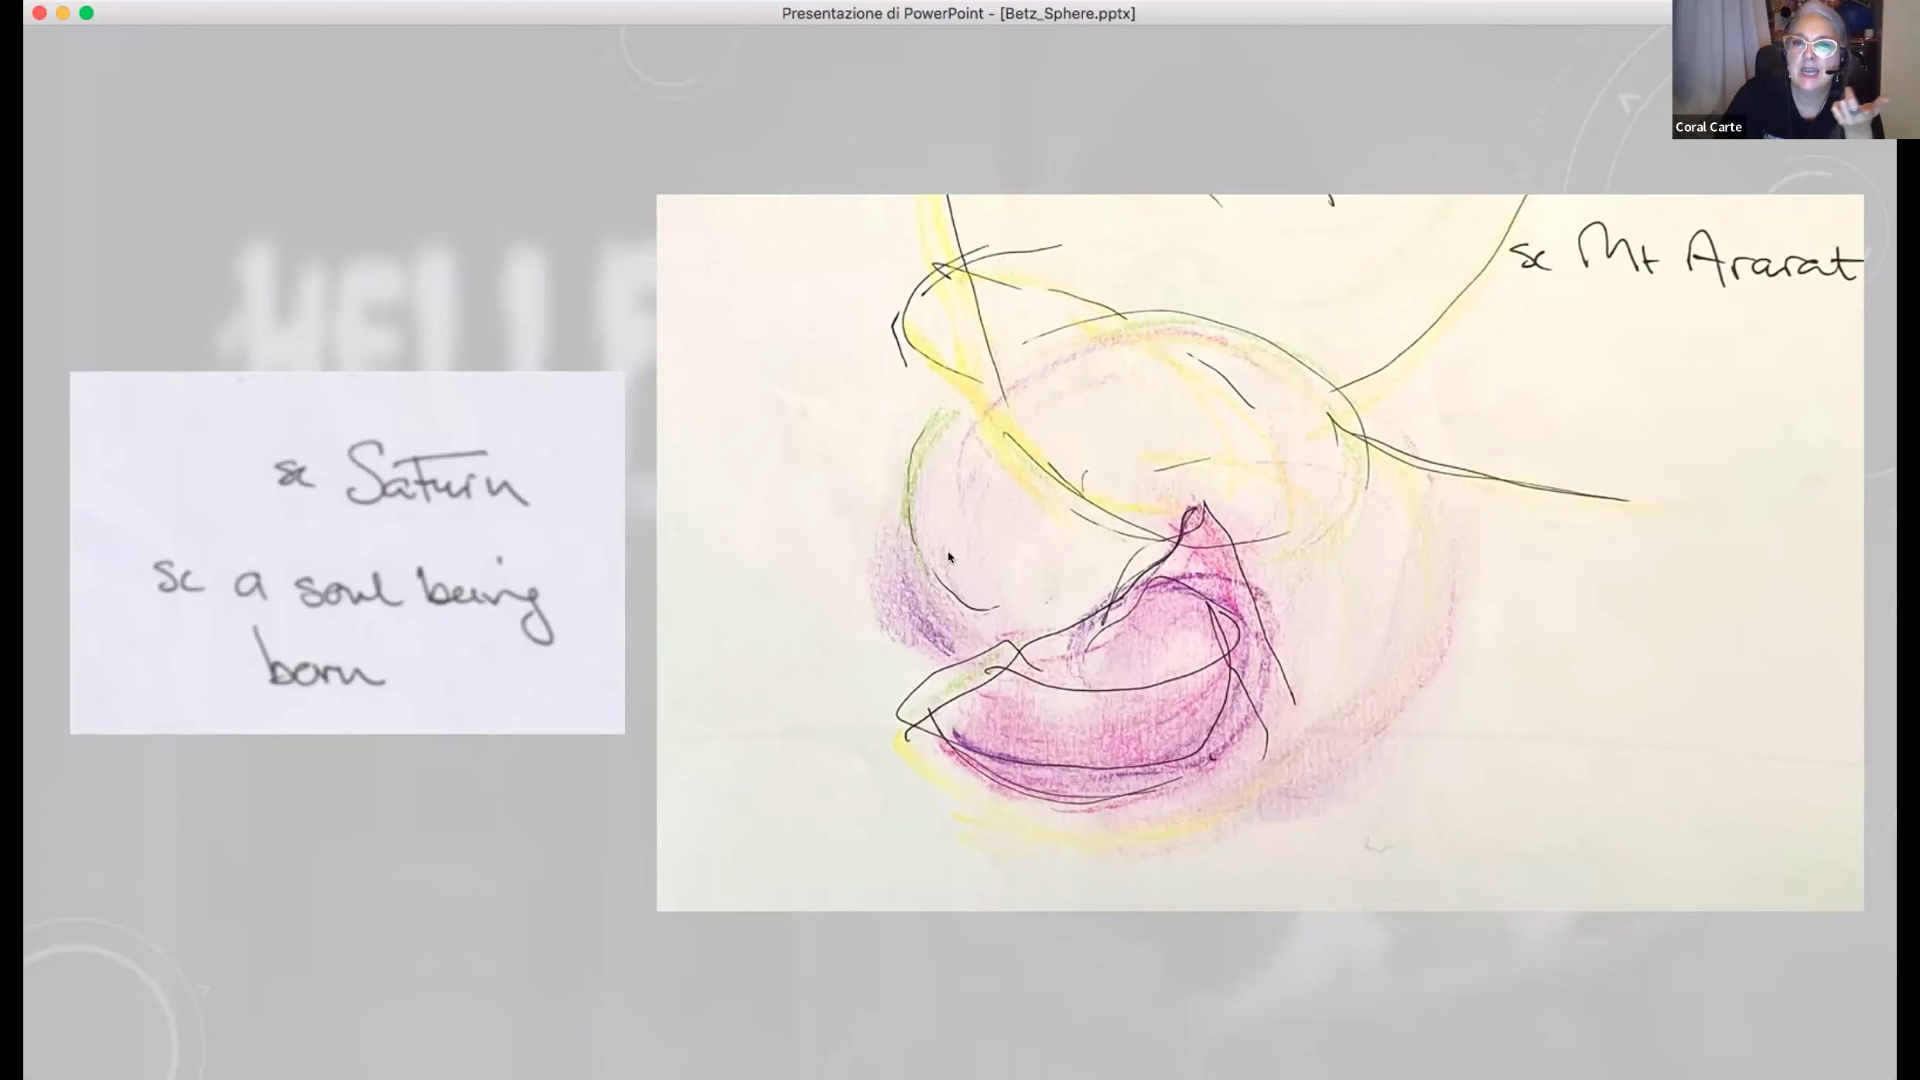 Presentazione di PowerPoint - [Betz_Sphere.pptx]
Coral Carte
sc Mt Ararat
sc Saturn
sc a soul being
born